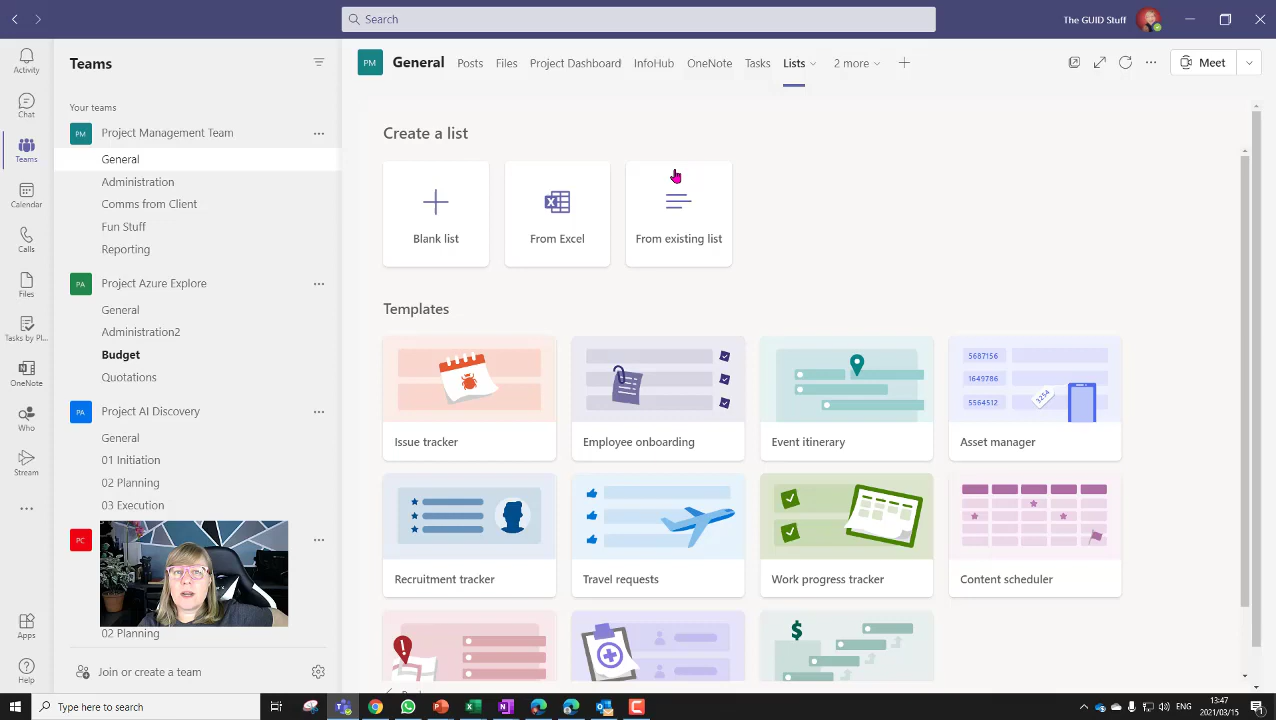 Search
The GUID Stuff
Activity
Chat
Teams
Calendar
Calls
Files
Tasks by Pl...
OneNote
Who
Stream
Apps
Help
Teams
Your teams
PM
Project Management Team
General
Administration
Comms from Client
Fun Stuff
Reporting
PA
Project Azure Explore
General
Administration2
Budget
Quotations
PA
Project AI Discovery
General
01 Initiation
02 Planning
03 Execution
PC
02 Planning
Join or create a team
PM
General
Posts
Files
Project Dashboard
InfoHub
OneNote
Tasks
Lists
2 more
Meet
Create a list
Blank list
From Excel
From existing list
Templates
5687156
1649786
5564512
1234
Issue tracker
Employee onboarding
Event itinerary
Asset manager
Recruitment tracker
Travel requests
Work progress tracker
Content scheduler
Type here to search
ENG
13:47
2021/03/15